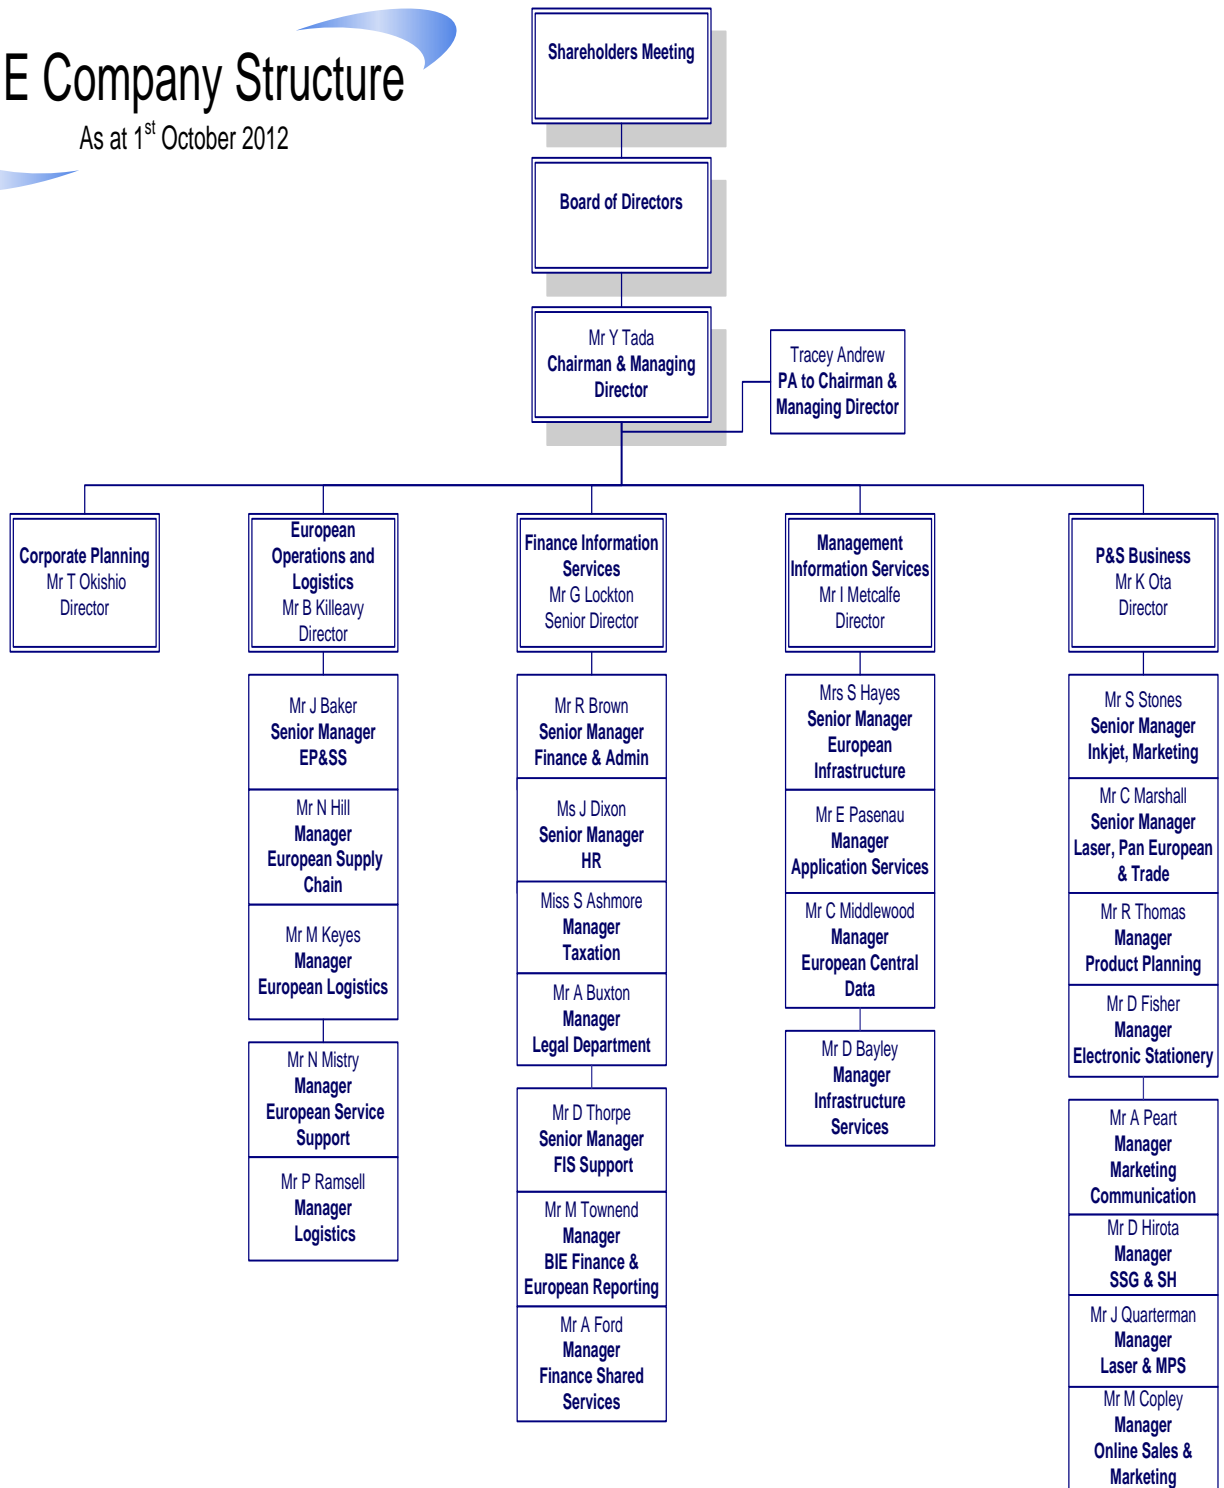 E Company Structure
As at 1st October 2012
Shareholders Meeting
Board of Directors
Mr Y Tada
Chairman & Managing
Director
Tracey Andrew
PA to Chairman &
Managing Director
Corporate Planning
Mr T Okishio
Director
European
Operations and
Logistics
Mr B Killeavy
Director
Finance Information
Services
Mr G Lockton
Senior Director
Management
Information Services
Mr I Metcalfe
Director
P&S Business
Mr K Ota
Director
Mr J Baker
Senior Manager
EP&SS
Mr N Hill
Manager
European Supply
Chain
Mr M Keyes
Manager
European Logistics
Mr N Mistry
Manager
European Service
Support
Mr P Ramsell
Manager
Logistics
Mr R Brown
Senior Manager
Finance & Admin
Ms J Dixon
Senior Manager
HR
Miss S Ashmore
Manager
Taxation
Mr A Buxton
Manager
Legal Department
Mr D Thorpe
Senior Manager
FIS Support
Mr M Townend
Manager
BIE Finance &
European Reporting
Mr A Ford
Manager
Finance Shared
Services
Mrs S Hayes
Senior Manager
European
Infrastructure
Mr E Pasenau
Manager
Application Services
Mr C Middlewood
Manager
European Central
Data
Mr D Bayley
Manager
Infrastructure
Services
Mr S Stones
Senior Manager
Inkjet, Marketing
Mr C Marshall
Senior Manager
Laser, Pan European
& Trade
Mr R Thomas
Manager
Product Planning
Mr D Fisher
Manager
Electronic Stationery
Mr A Peart
Manager
Marketing
Communication
Mr D Hirota
Manager
SSG & SH
Mr J Quarterman
Manager
Laser & MPS
Mr M Copley
Manager
Online Sales &
Marketing